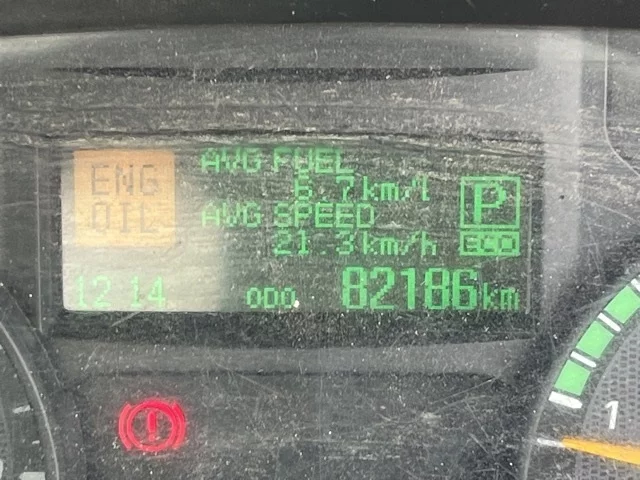 ENG
OIL
AVG FUEL
6.7km/l
AVG SPEED
21.3km/h
P
ECO
12 14
ODO 82186km
1